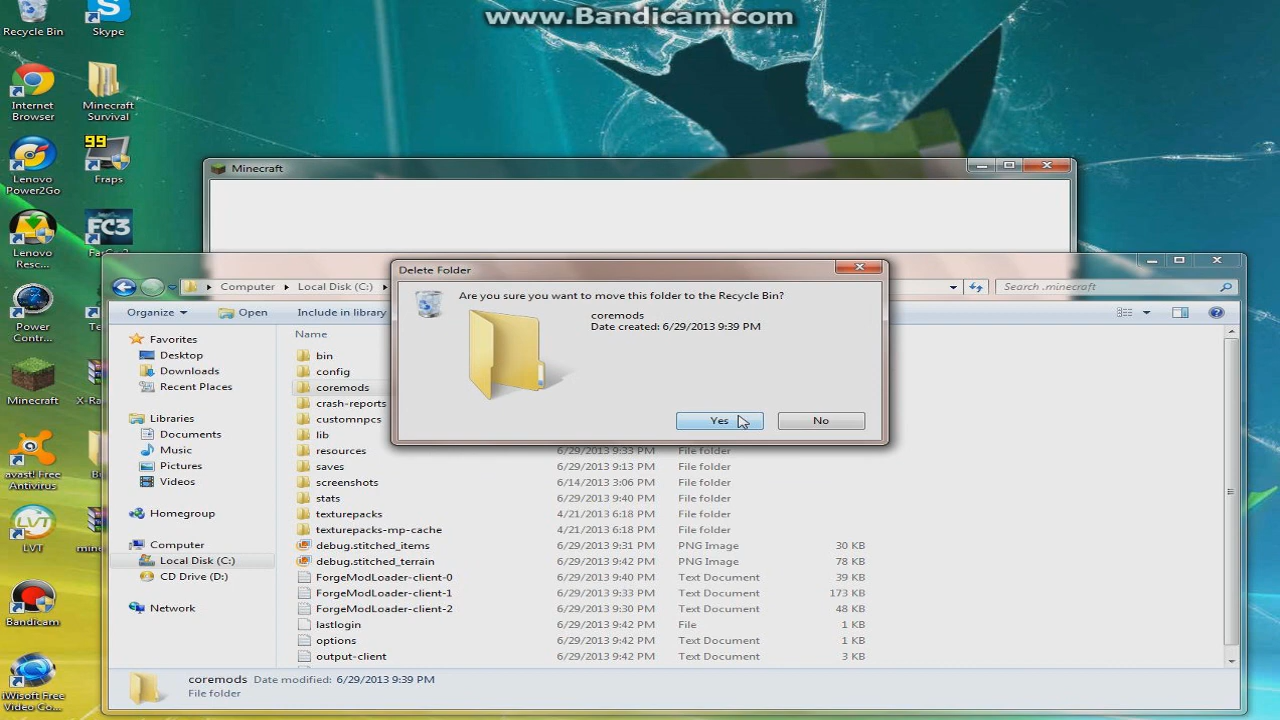 www.Bandicam.com
Recycle Bin
Skype
Internet
Browser
Minecraft
Survival
Lenovo
Power2Go
99
Fraps
Lenovo
Resc...
FC3
Power
Contr...
Minecraft
avast! Free
Antivirus
LVT
Bandicam
iWisoft Free
Video Co...
Minecraft
Computer
Local Disk (C:)
Search .minecraft
Organize
Open
Include in library
Name
Favorites
Desktop
Downloads
Recent Places
Libraries
Documents
Music
Pictures
Videos
Homegroup
Computer
Local Disk (C:)
CD Drive (D:)
Network
bin
config
coremods
crash-reports
customnpcs
lib
resources 6/29/2013 9:33 PM File folder
saves 6/29/2013 9:13 PM File folder
screenshots 6/14/2013 3:06 PM File folder
stats 6/29/2013 9:40 PM File folder
texturepacks 4/21/2013 6:18 PM File folder
texturepacks-mp-cache 4/21/2013 6:18 PM File folder
debug.stitched_items 6/29/2013 9:31 PM PNG Image 30 KB
debug.stitched_terrain 6/29/2013 9:42 PM PNG Image 78 KB
ForgeModLoader-client-0 6/29/2013 9:40 PM Text Document 39 KB
ForgeModLoader-client-1 6/29/2013 9:33 PM Text Document 173 KB
ForgeModLoader-client-2 6/29/2013 9:30 PM Text Document 48 KB
lastlogin 6/29/2013 9:42 PM File 1 KB
options 6/29/2013 9:42 PM Text Document 1 KB
output-client 6/29/2013 9:42 PM Text Document 3 KB
coremods Date modified: 6/29/2013 9:39 PM
File folder
Delete Folder
Are you sure you want to move this folder to the Recycle Bin?
coremods
Date created: 6/29/2013 9:39 PM
Yes
No